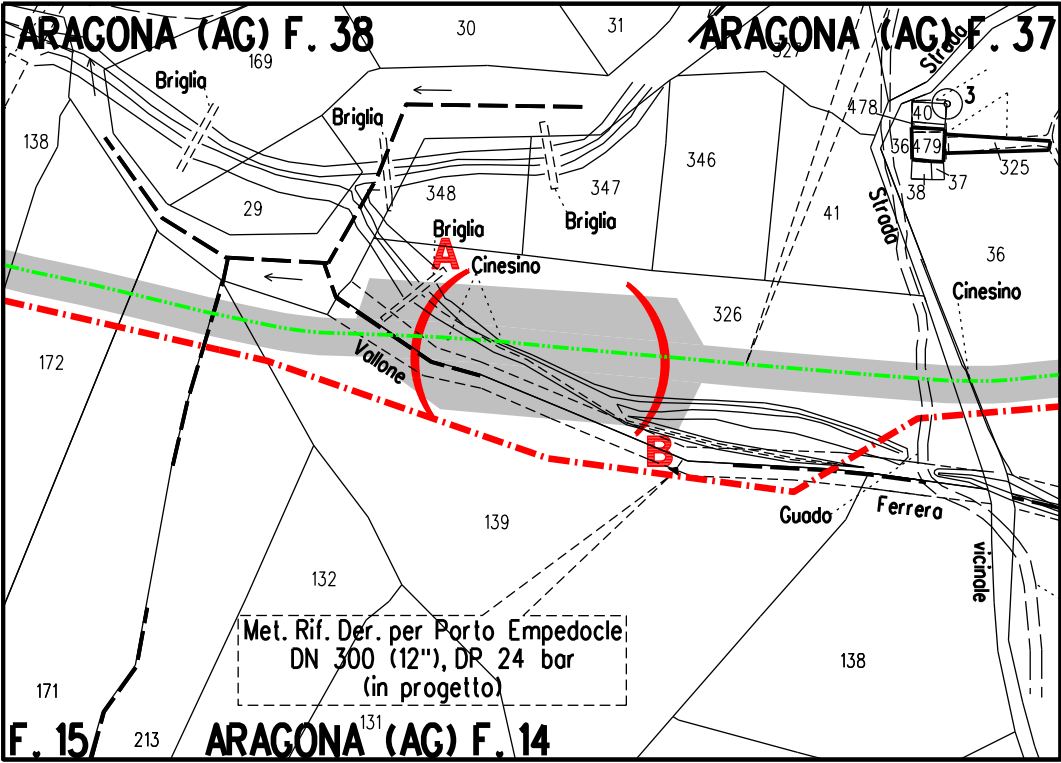 ARAGONA (AG) F. 38
ARAGONA (AG) F. 37
30
31
327
169
Strada
Briglia
Briglia
3
478
40
138
36
479
325
346
348
347
37
38
29
41
Strada
Briglia
Briglia
A
Cinesino
36
Cinesino
326
172
Vallone
B
139
Guado
Ferrera
vicinale
132
Met. Rif. Der. per Porto Empedocle
DN 300 (12"), DP 24 bar
(in progetto)
138
171
131
F. 15
213
ARAGONA (AG) F. 14